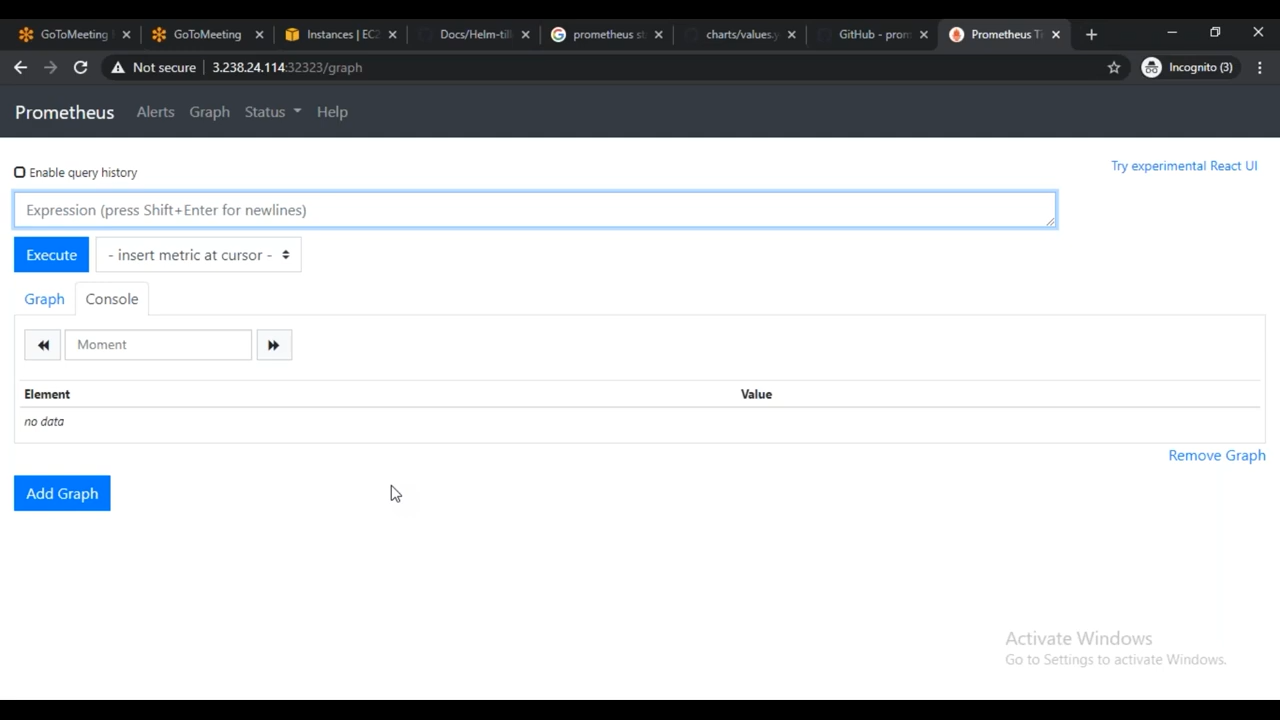 GoToMeeting
GoToMeeting
Instances | EC2
Docs/Helm-till
prometheus st
charts/values.y
GitHub - prom
Prometheus Ti
Not secure
3.238.24.114:32323/graph
Incognito (3)
Prometheus
Alerts
Graph
Status
Help
Enable query history
Try experimental React UI
Expression (press Shift+Enter for newlines)
Execute
- insert metric at cursor -
Graph
Console
Moment
Element
Value
no data
Remove Graph
Add Graph
Activate Windows
Go to Settings to activate Windows.